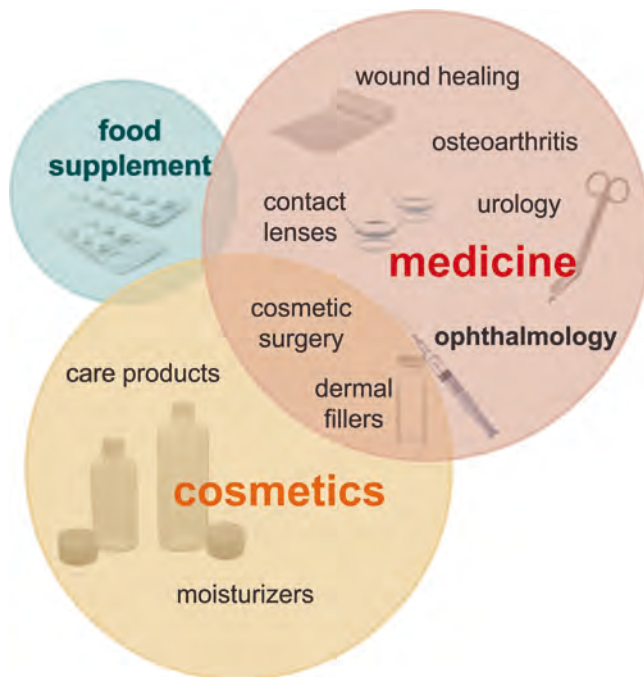 wound healing
food
supplement
osteoarthritis
contact
lenses
urology
medicine
cosmetic
surgery
ophthalmology
care products
dermal
fillers
cosmetics
moisturizers